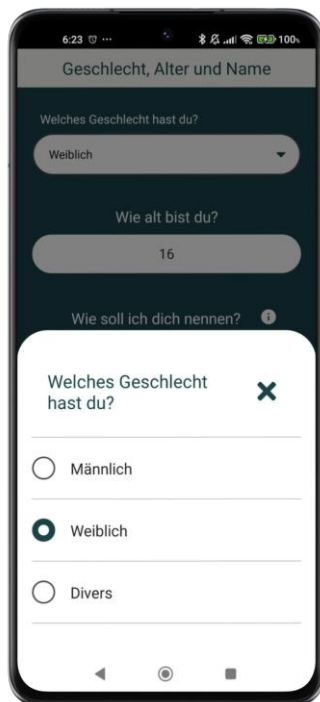 6:23 ... 100%
Geschlecht, Alter und Name
Welches Geschlecht hast du?
Weiblich
Wie alt bist du?
16
Wie soll ich dich nennen?
Welches Geschlecht
hast du?
Männlich
Weiblich
Divers